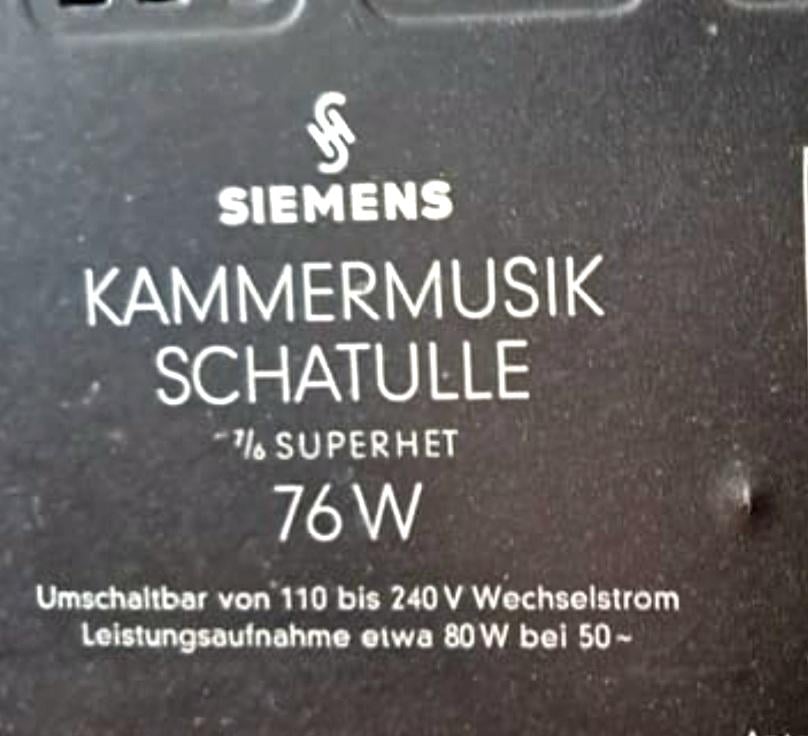 SIEMENS
KAMMERMUSIK
SCHATULLE
7/6 SUPERHET
76 W
Umschaltbar von 110 bis 240 V Wechselstrom
Leistungsaufnahme etwa 80 W bei 50 ~